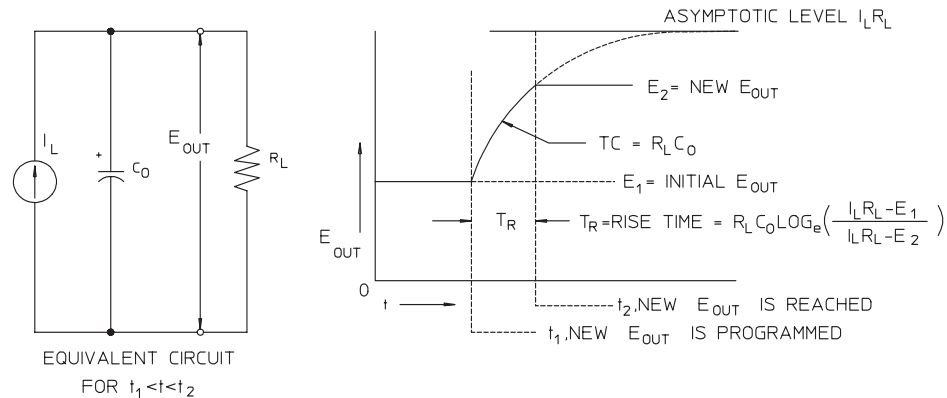 I_L
+
C_O
E_OUT
R_L
EQUIVALENT CIRCUIT
FOR t_1<t<t_2
ASYMPTOTIC LEVEL I_LR_L
E_2= NEW E_OUT
TC = R_LC_O
E_1= INITIAL E_OUT
T_R
T_R=RISE TIME = R_LC_OLOG_e(I_LR_L-E_1/I_LR_L-E_2)
E_OUT
O
t
t_2,NEW E_OUT IS REACHED
t_1,NEW E_OUT IS PROGRAMMED